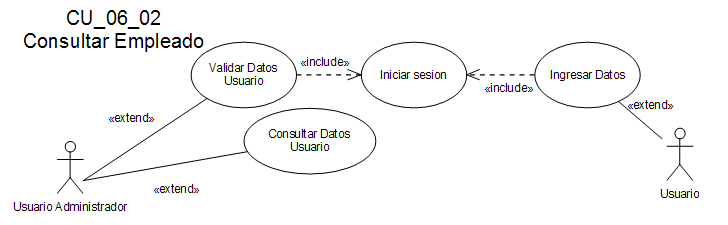 CU_06_02
Consultar Empleado
Validar Datos
Usuario
«include»
Iniciar sesion
«include»
Ingresar Datos
«extend»
«extend»
Consultar Datos
Usuario
«extend»
Usuario Administrador
Usuario